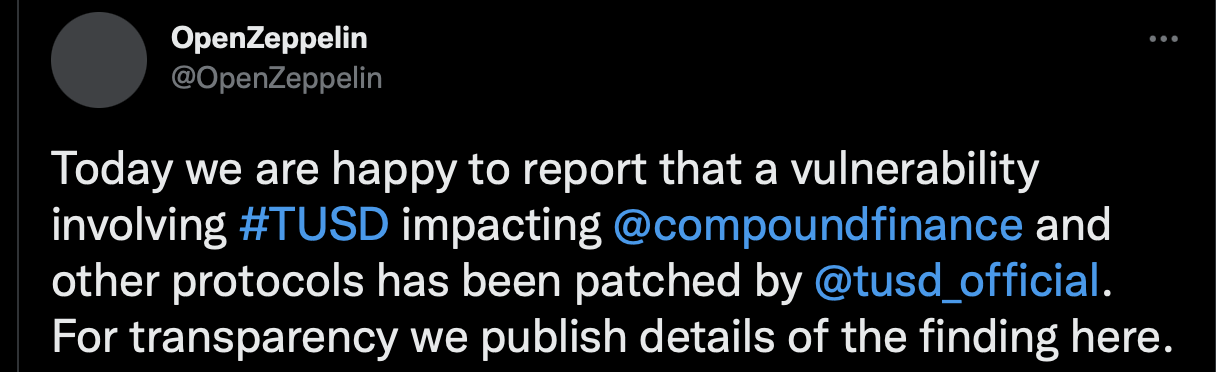 OpenZeppelin
@OpenZeppelin
Today we are happy to report that a vulnerability
involving #TUSD impacting @compoundfinance and
other protocols has been patched by @tusd_official.
For transparency we publish details of the finding here.